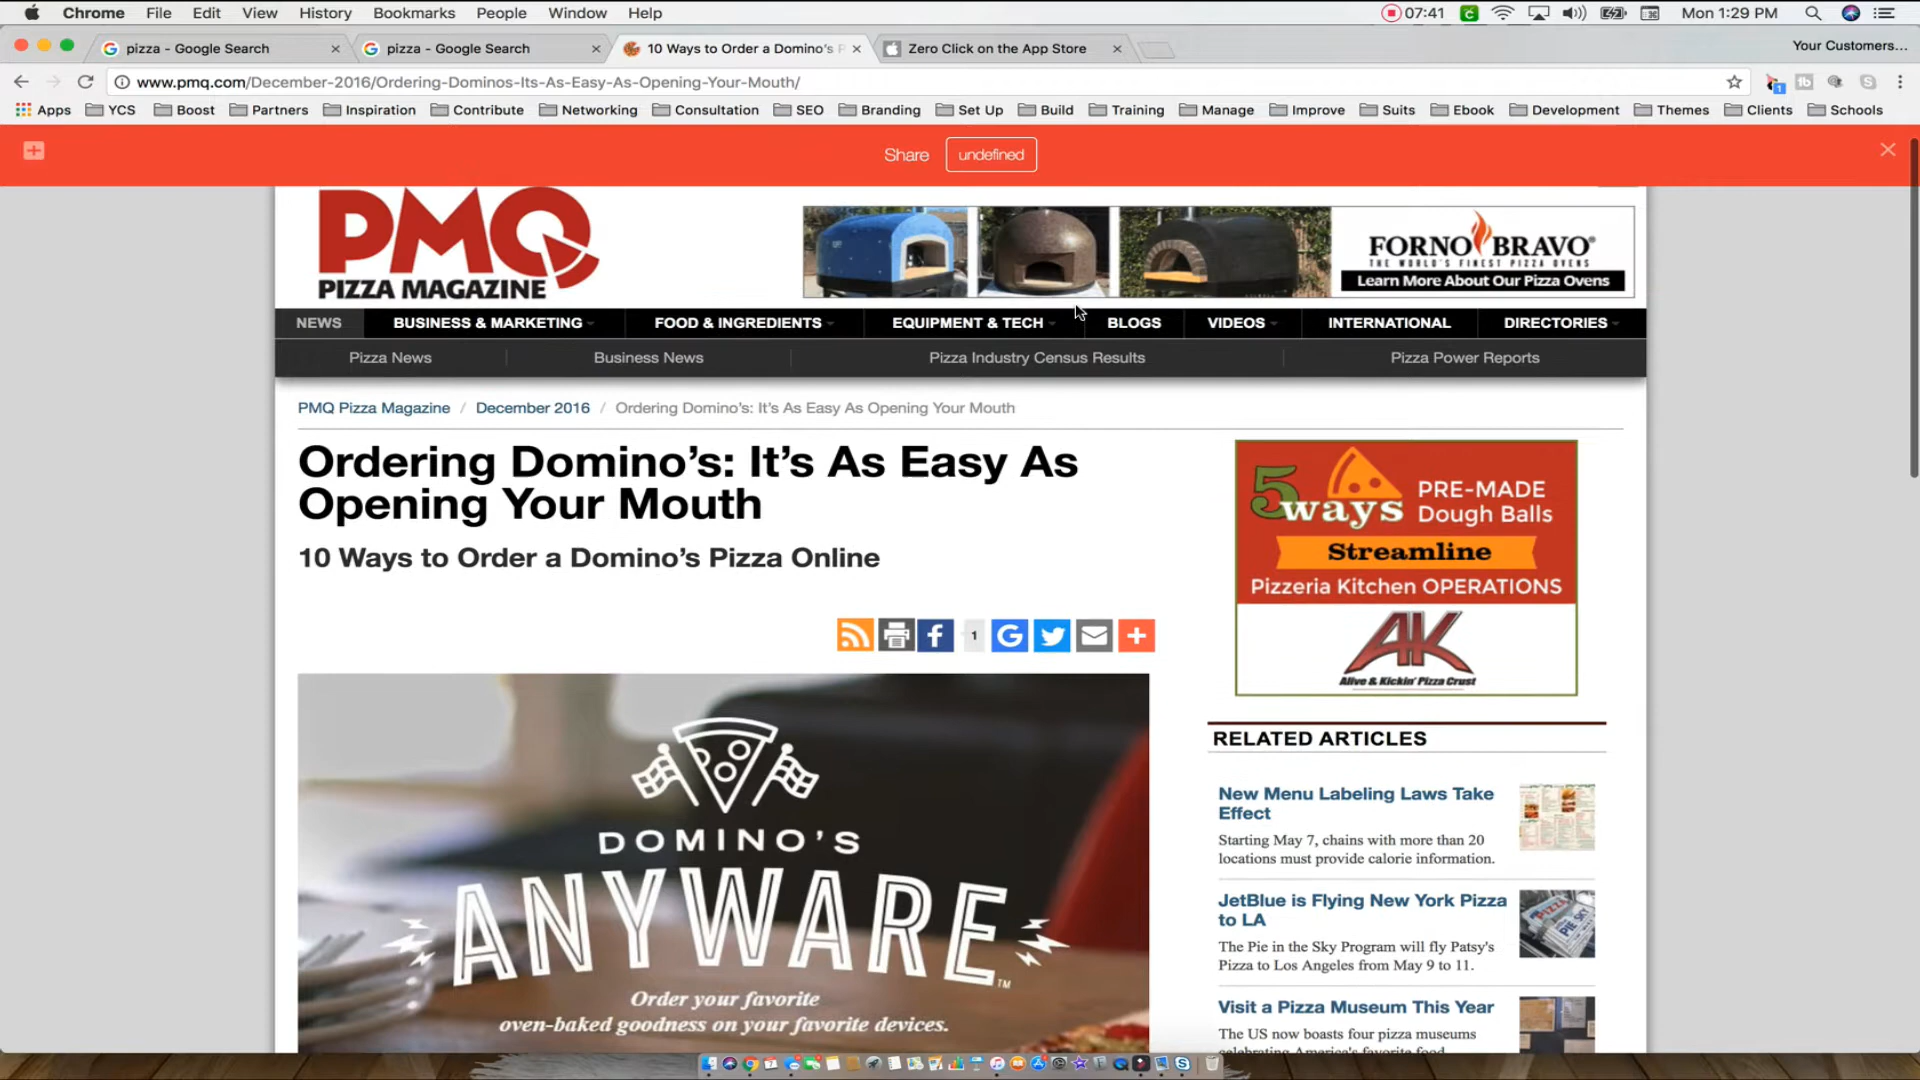 Chrome File Edit View History Bookmarks People Window Help 07:41 Mon 1:29 PM
pizza - Google Search pizza - Google Search 10 Ways to Order a Domino's P Zero Click on the App Store Your Customers...
www.pmq.com/December-2016/Ordering-Dominos-Its-As-Easy-As-Opening-Your-Mouth/
Apps YCS Boost Partners Inspiration Contribute Networking Consultation SEO Branding Set Up Build Training Manage Improve Suits Ebook Development Themes Clients Schools
Share undefined
PMQ
PIZZA MAGAZINE
FORNO BRAVO
THE WORLD'S FINEST PIZZA OVENS
Learn More About Our Pizza Ovens
NEWS BUSINESS & MARKETING FOOD & INGREDIENTS EQUIPMENT & TECH BLOGS VIDEOS INTERNATIONAL DIRECTORIES
Pizza News Business News Pizza Industry Census Results Pizza Power Reports
PMQ Pizza Magazine / December 2016 / Ordering Domino's: It's As Easy As Opening Your Mouth
Ordering Domino's: It's As Easy As
Opening Your Mouth
10 Ways to Order a Domino's Pizza Online
1
DOMINO'S
ANYWARE™
Order your favorite
oven-baked goodness on your favorite devices.
5 ways
PRE-MADE
Dough Balls
Streamline
Pizzeria Kitchen OPERATIONS
AK
Alive & Kickin' Pizza Crust
RELATED ARTICLES
New Menu Labeling Laws Take
Effect
Starting May 7, chains with more than 20
locations must provide calorie information.
JetBlue is Flying New York Pizza
to LA
The Pie in the Sky Program will fly Patsy's
Pizza to Los Angeles from May 9 to 11.
Visit a Pizza Museum This Year
The US now boasts four pizza museums
celebrating America's favorite food